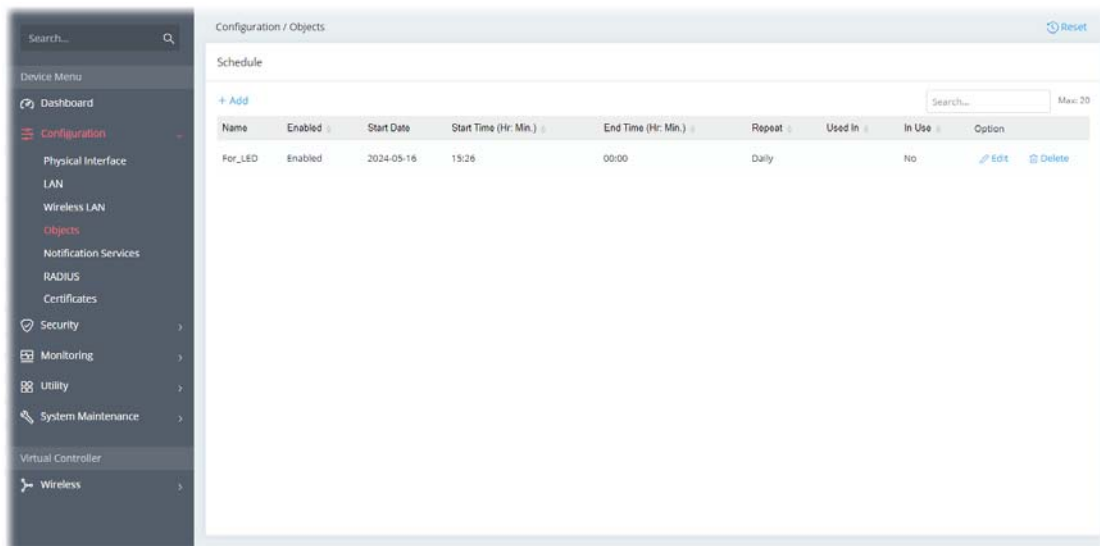 Search...
Device Menu
Dashboard
Configuration
Physical Interface
LAN
Wireless LAN
Objects
Notification Services
RADIUS
Certificates
Security
Monitoring
Utility
System Maintenance
Virtual Controller
Wireless
Configuration / Objects
Reset
Schedule
+ Add
Search...
Max: 20
Name Enabled Start Date Start Time (Hr: Min.) End Time (Hr: Min.) Repeat Used In In Use Option
For_LED Enabled 2024-05-16 15:26 00:00 Daily No Edit Delete